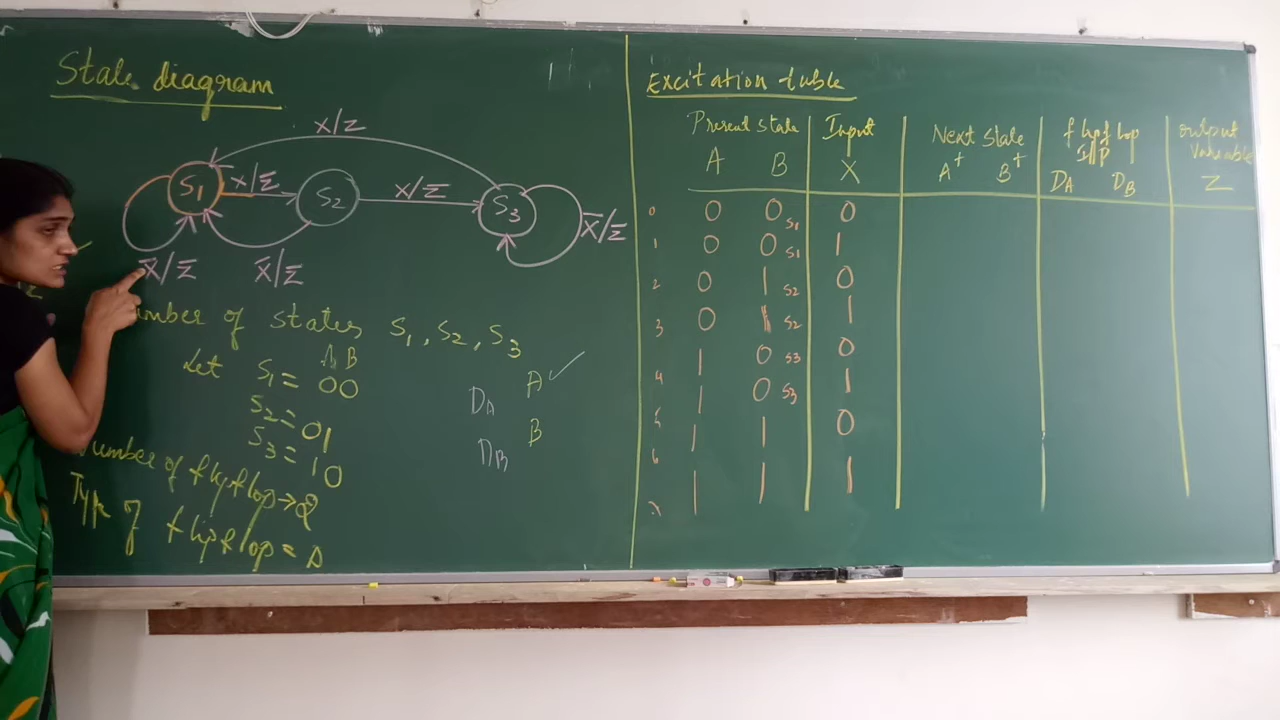 State diagram
X/Z
S1 X/Z̅ S2 X/Z̅ S3 X̅/Z̅
X̅/Z̅ X̅/Z̅
mber of states S1, S2, S3
A B
Let S1 = 00
S2 = 01
S3 = 10
DA A ✓
DB B
Number of flipflop → 2
Type of flipflop = D
Excitation table
Present State Input Next State flipflop I/P output Variable
A B X A+ B+ DA DB Z
0 0 0 S1 0
1 0 0 S1 1
2 0 1 S2 0
3 0 1 S2 1
4 1 0 S3 0
5 1 0 S3 1
6 1 1 0
7 1 1 1